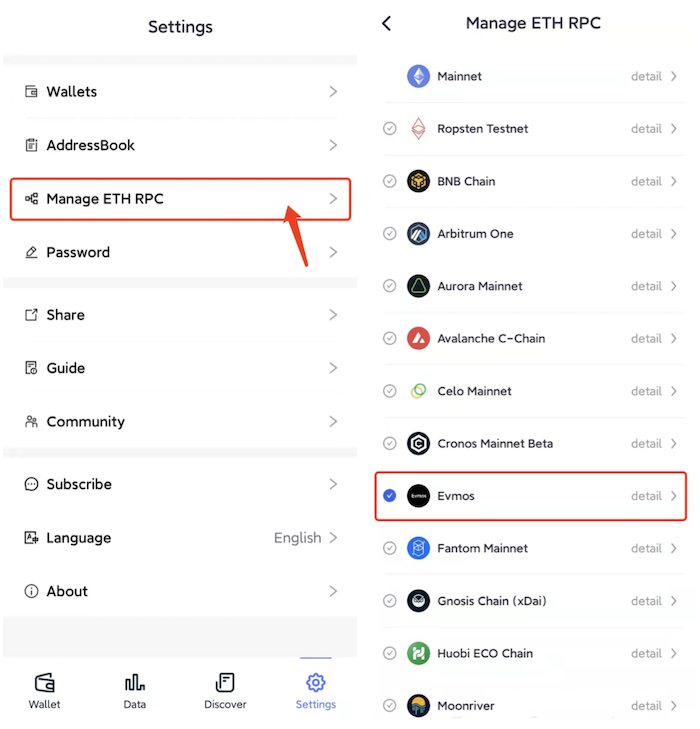 Settings
Wallets
AddressBook
Manage ETH RPC
Password
Share
Guide
Community
Subscribe
Language English
About
Wallet Data Discover Settings
Manage ETH RPC
Mainnet detail
Ropsten Testnet detail
BNB Chain detail
Arbitrum One detail
Aurora Mainnet detail
Avalanche C-Chain detail
Celo Mainnet detail
Cronos Mainnet Beta detail
Evmos Evmos detail
Fantom Mainnet detail
Gnosis Chain (xDai) detail
Huobi ECO Chain detail
Moonriver detail